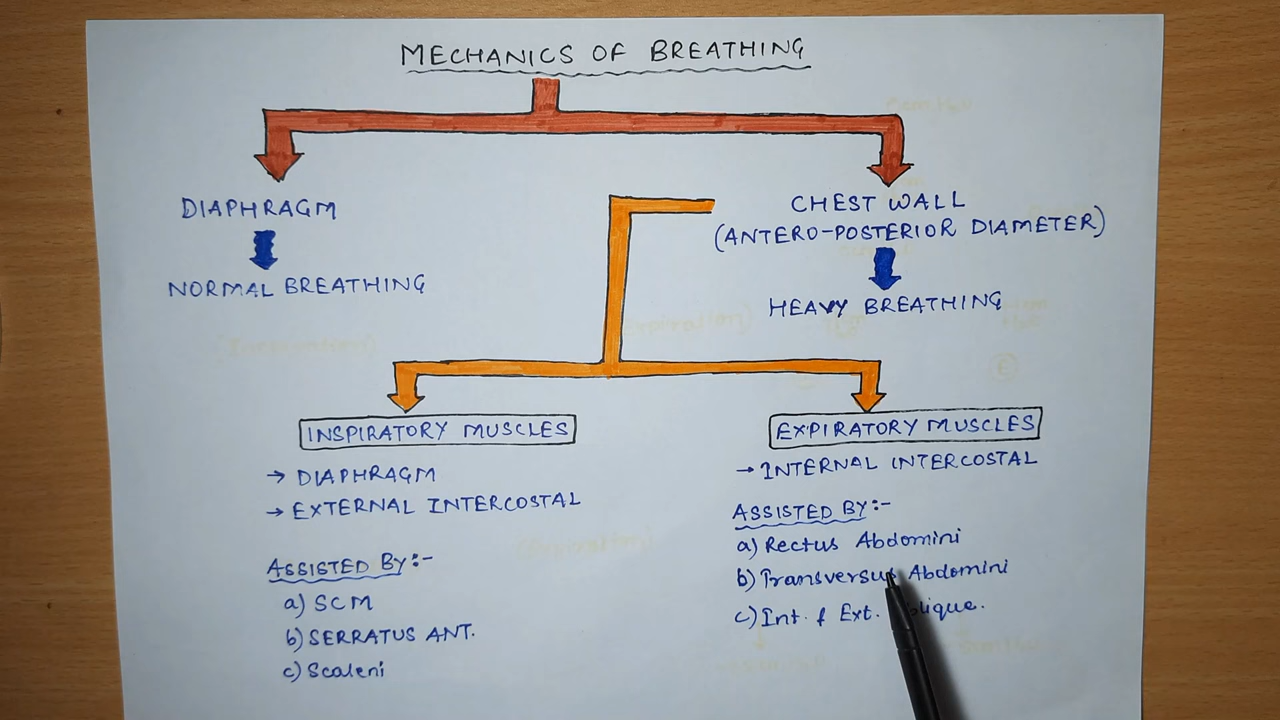 MECHANICS OF BREATHING
DIAPHRAGM
NORMAL BREATHING
CHEST WALL
(ANTERO-POSTERIOR DIAMETER)
HEAVY BREATHING
INSPIRATORY MUSCLES
→ DIAPHRAGM
→ EXTERNAL INTERCOSTAL
ASSISTED BY:-
a) SCM
b) SERRATUS ANT.
c) Scaleni
EXPIRATORY MUSCLES
→ INTERNAL INTERCOSTAL
ASSISTED BY:-
a) Rectus Abdomini
b) Transversus Abdomini
c) Int. & Ext.